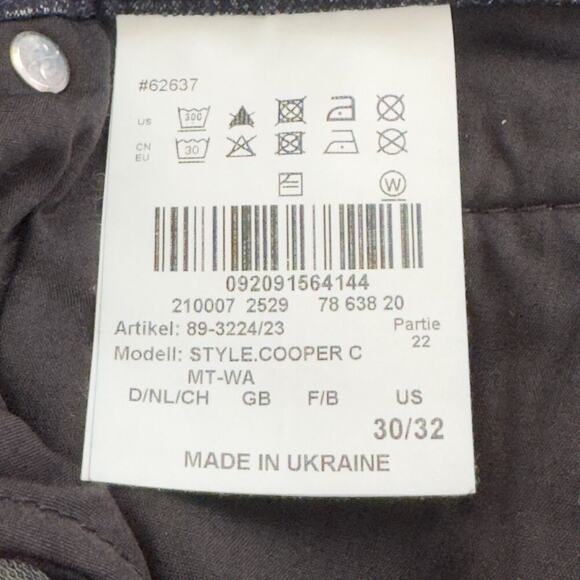 #62637
US 300
CN
EU 30
W
092091564144
210007 2529 78 638 20
Artikel: 89-3224/23 Partie
22
Modell: STYLE.COOPER C
MT-WA
D/NL/CH GB F/B US
30/32
MADE IN UKRAINE